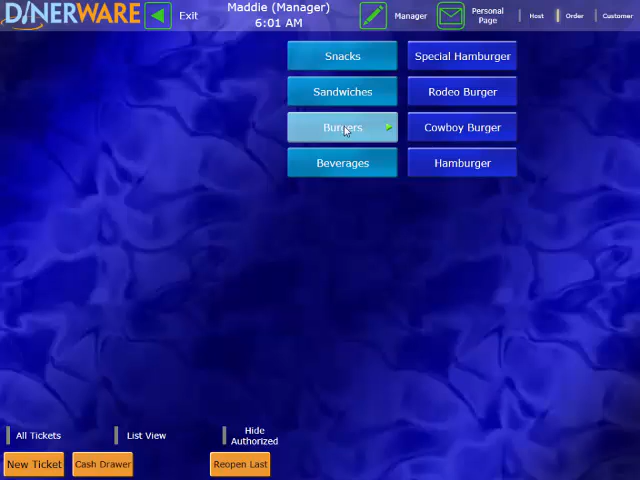 DINERWARE
Exit
Maddie (Manager)
6:01 AM
Manager
Personal
Page
Host
Order
Customer
Snacks
Special Hamburger
Sandwiches
Rodeo Burger
Burgers
Cowboy Burger
Beverages
Hamburger
All Tickets
List View
Hide
Authorized
New Ticket
Cash Drawer
Reopen Last